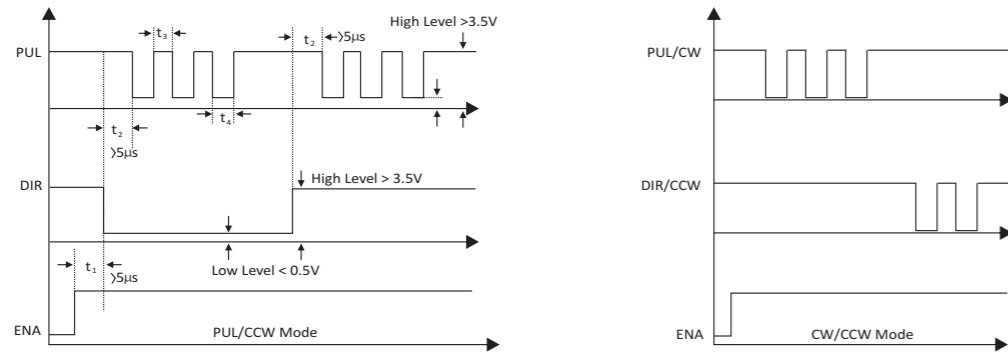 High Level >3.5V
PUL
t₃
t₂
>5μs
t₂
t₄
>5μs
DIR
High Level > 3.5V
t₁
>5μs
Low Level < 0.5V
ENA
PUL/CCW Mode
PUL/CW
DIR/CCW
ENA
CW/CCW Mode